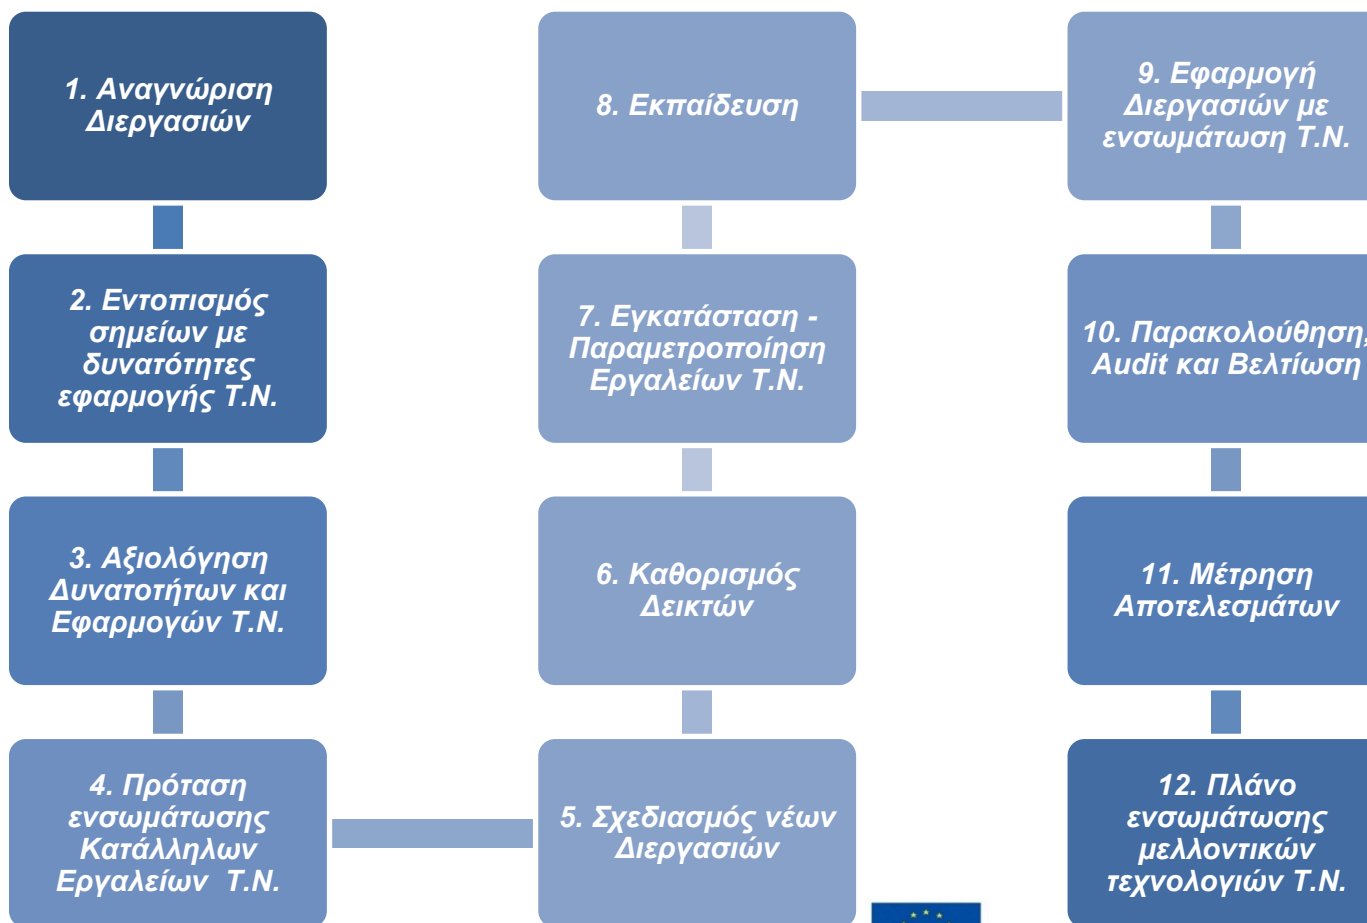 1. Αναγνώριση
Διεργασιών
2. Εντοπισμός
σημείων με
δυνατότητες
εφαρμογής Τ.Ν.
3. Αξιολόγηση
Δυνατοτήτων και
Εφαρμογών Τ.Ν.
4. Πρόταση
ενσωμάτωσης
Κατάλληλων
Εργαλείων Τ.Ν.
5. Σχεδιασμός νέων
Διεργασιών
6. Καθορισμός
Δεικτών
7. Εγκατάσταση -
Παραμετροποίηση
Εργαλείων Τ.Ν.
8. Εκπαίδευση
9. Εφαρμογή
Διεργασιών με
ενσωμάτωση Τ.Ν.
10. Παρακολούθηση,
Audit και Βελτίωση
11. Μέτρηση
Αποτελεσμάτων
12. Πλάνο
ενσωμάτωσης
μελλοντικών
τεχνολογιών Τ.Ν.